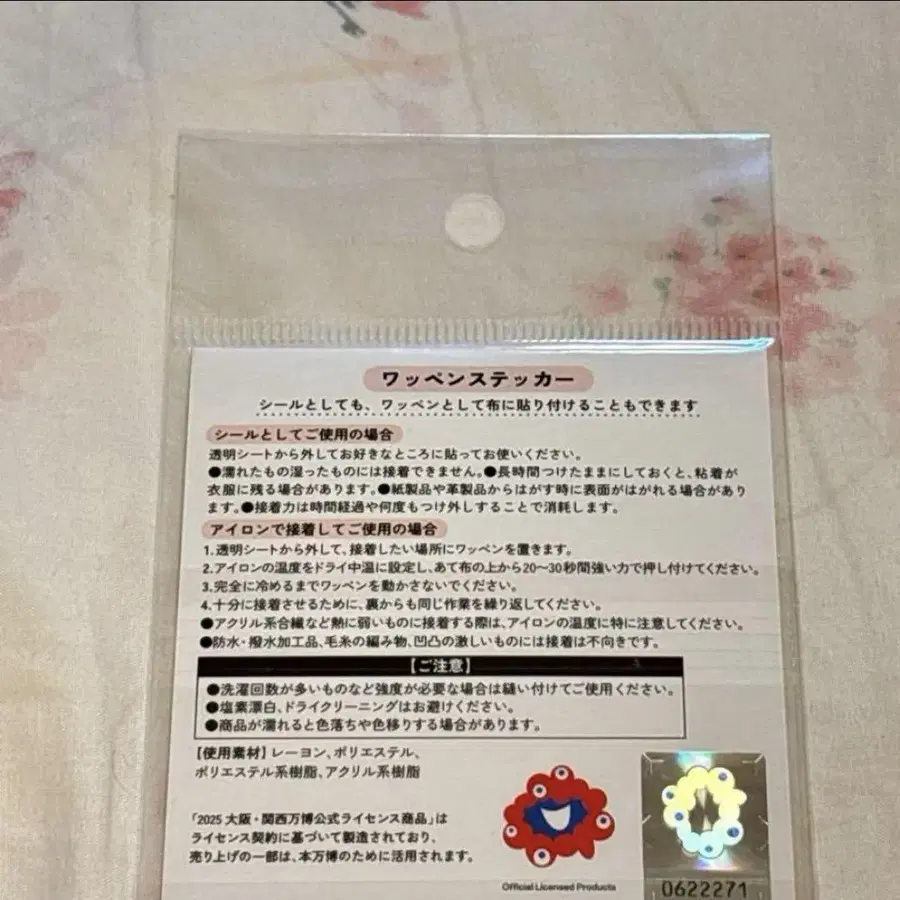 ワッペンステッカー
シールとしても、ワッペンとして布に貼り付けることもできます
シールとしてご使用の場合
透明シートから外してお好きなところに貼ってお使いください。
●濡れたもの湿ったものには接着できません。●長時間つけたままにしておくと、粘着が
衣服に残る場合があります。●紙製品や革製品からはがす時に表面がはがれる場合があり
ます。●接着力は時間経過や何度もつけ外しすることで消耗します。
アイロンで接着してご使用の場合
1.透明シートから外して、接着したい場所にワッペンを置きます。
2.アイロンの温度をドライ中温に設定し、あて布の上から20〜30秒間強い力で押し付けてください。
3.完全に冷めるまでワッペンを動かさないでください。
4.十分に接着させるために、裏からも同じ作業を繰り返してください。
●アクリル系合繊など熱に弱いものに接着する際は、アイロンの温度に特に注意してください。
●防水・撥水加工品、毛糸の編み物、凹凸の激しいものには接着は不向きです。
【ご注意】
●洗濯回数が多いものなど強度が必要な場合は縫い付けてご使用ください。
●塩素漂白、ドライクリーニングはお避けください。
●商品が濡れると色落ちや色移りする場合があります。
【使用素材】レーヨン、ポリエステル、
ポリエステル系樹脂、アクリル系樹脂
「2025 大阪・関西万博公式ライセンス商品」は
ライセンス契約に基づいて製造されており、
売り上げの一部は、本万博のために活用されます。
Official Licensed Products
0622271